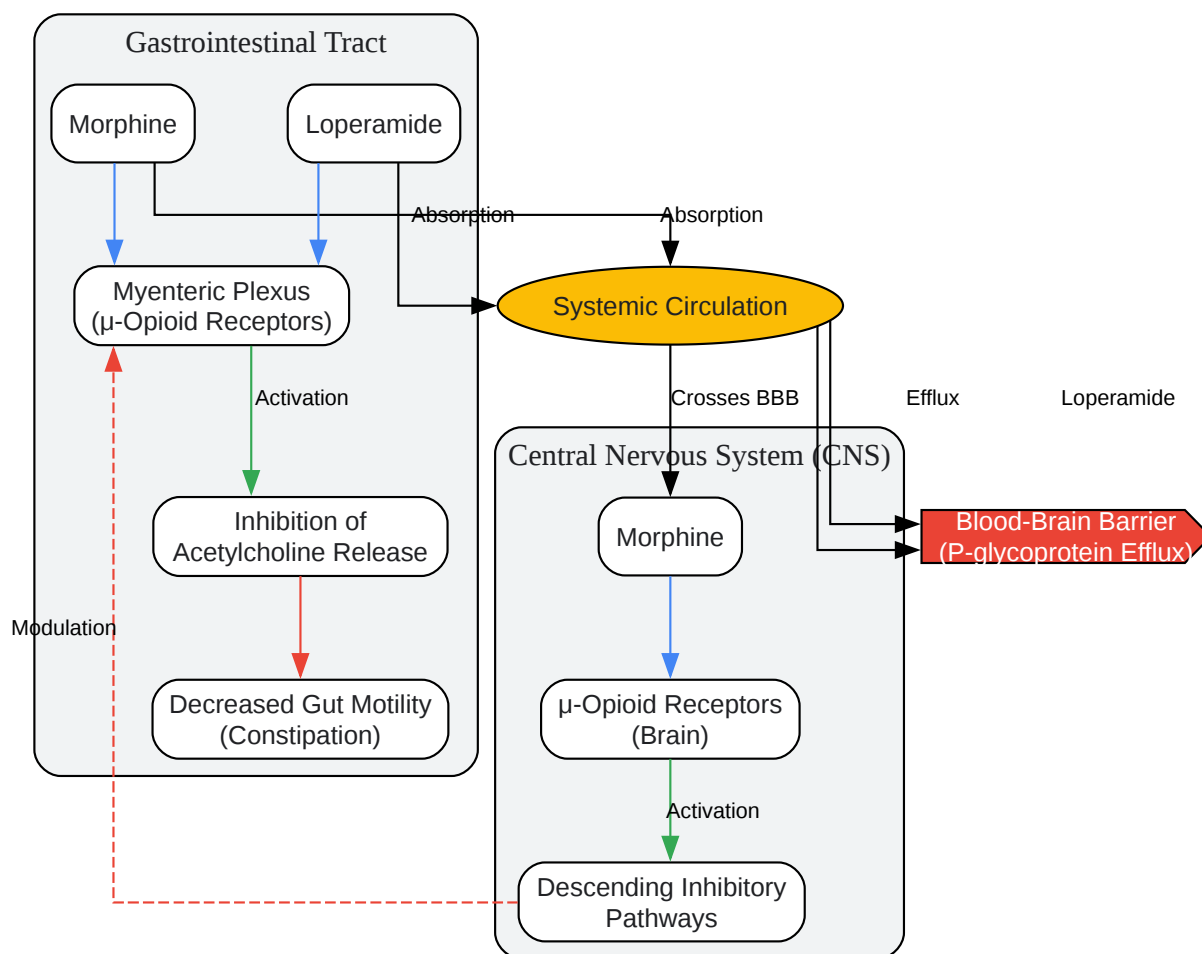 Gastrointestinal Tract
Morphine
Loperamide
Absorption
Absorption
Myenteric Plexus
(μ-Opioid Receptors)
Systemic Circulation
Activation
Crosses BBB
Efflux
Loperamide
Central Nervous System (CNS)
Inhibition of
Acetylcholine Release
Morphine
Blood-Brain Barrier
(P-glycoprotein Efflux)
Modulation
Decreased Gut Motility
(Constipation)
μ-Opioid Receptors
(Brain)
Activation
Descending Inhibitory
Pathways